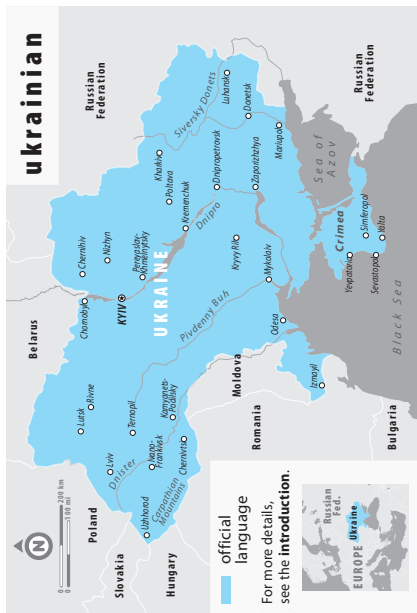 ukrainian
Russian
Federation
Belarus
Chernihiv
Nizhyn
Chornobyl
KYIV
Pereyaslav-
Khmelnytsky
UKRAINE
Kharkiv
Poltava
Kremenchuk
Siversky Donets
Luhansk
Donetsk
Dnipropetrovsk
Zaporizhzhya
Mariupol
Dnipro
Kryvy Rih
Mykolaiv
Pivdenny Buh
Odesa
Izmayil
Lutsk
Rivne
Lviv
Ternopil
Dnister
Ivano-
Frankivsk
Kamyanets-
Podilsky
Chernivtsi
Uzhhorod
Carpathian
Mountains
Poland
Slovakia
Hungary
Moldova
Romania
Bulgaria
Russian
Federation
Sea of
Azov
Crimea
Yevpatoria
Simferopol
Sevastopol
Yalta
Black Sea
N
0 200 km
0 100 mi
official
language
For more details,
see the introduction.
Russian
Fed.
Ukraine
EUROPE